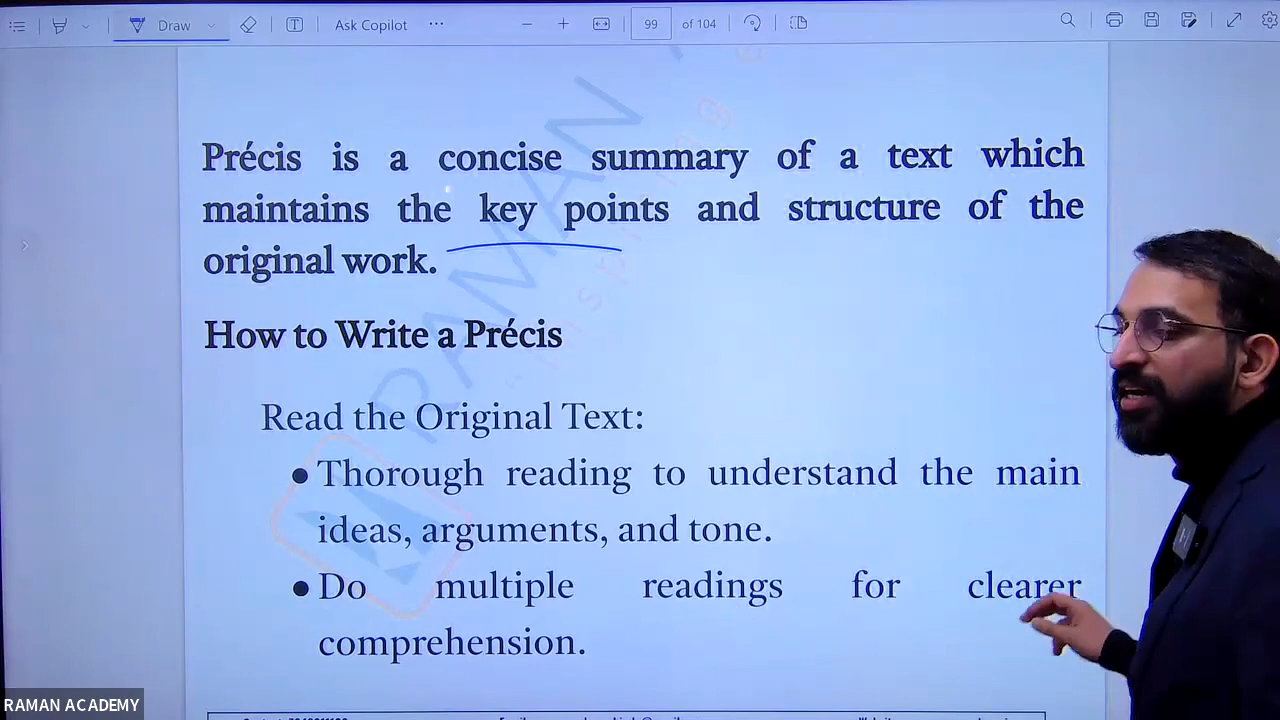 Draw
Ask Copilot
99 of 104
Précis is a concise summary of a text which
maintains the key points and structure of the
original work.
How to Write a Précis
Read the Original Text:
● Thorough reading to understand the main
ideas, arguments, and tone.
● Do multiple readings for clearer
comprehension.
RAMAN
RAMAN ACADEMY